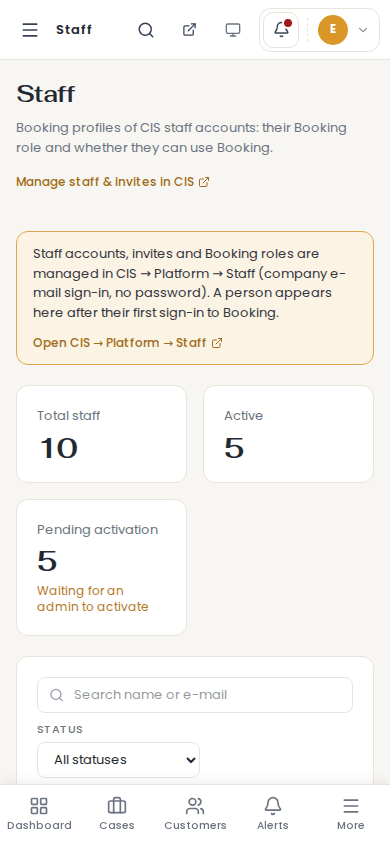 Staff
E
Staff
Booking profiles of CIS staff accounts: their Booking
role and whether they can use Booking.
Manage staff & invites in CIS
Staff accounts, invites and Booking roles are
managed in CIS → Platform → Staff (company e-
mail sign-in, no password). A person appears
here after their first sign-in to Booking.
Open CIS → Platform → Staff
Total staff
10
Active
5
Pending activation
5
Waiting for an
admin to activate
Search name or e-mail
STATUS
All statuses
Dashboard
Cases
Customers
Alerts
More